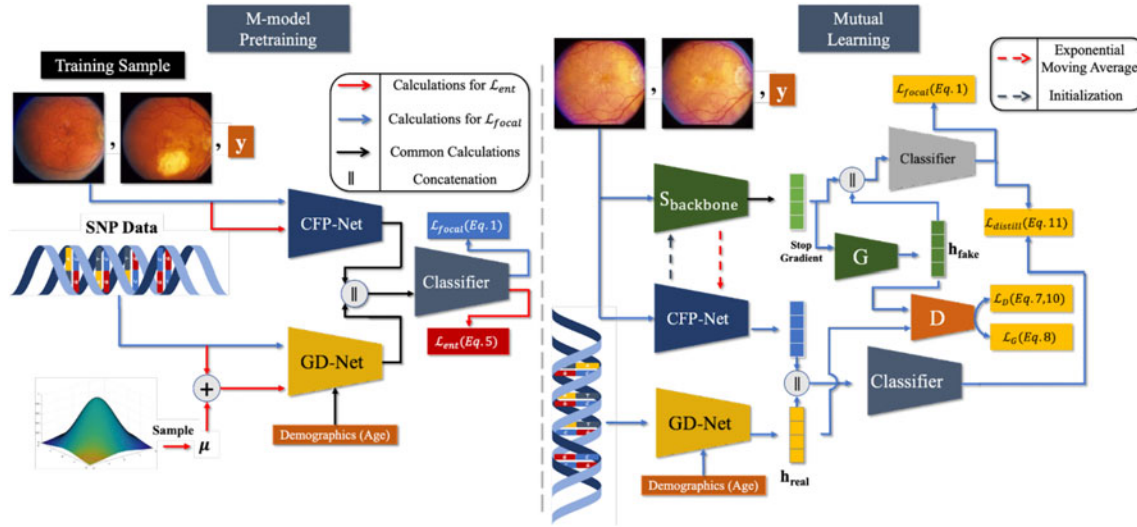 M-model
Pretraining
Training Sample
,
,
y
SNP Data
Calculations for ℒent
Calculations for ℒfocal
Common Calculations
|| Concatenation
CFP-Net
ℒfocal(Eq. 1)
||
Classifier
ℒent(Eq. 5)
GD-Net
+
Sample
μ
Demographics (Age)
Mutual
Learning
,
,
y
Exponential
Moving Average
Initialization
ℒfocal(Eq. 1)
Classifier
||
Sbackbone
Stop
Gradient
G
hfake
ℒdistill(Eq. 11)
CFP-Net
D
ℒD(Eq. 7,10)
ℒG(Eq. 8)
||
Classifier
GD-Net
hreal
Demographics (Age)